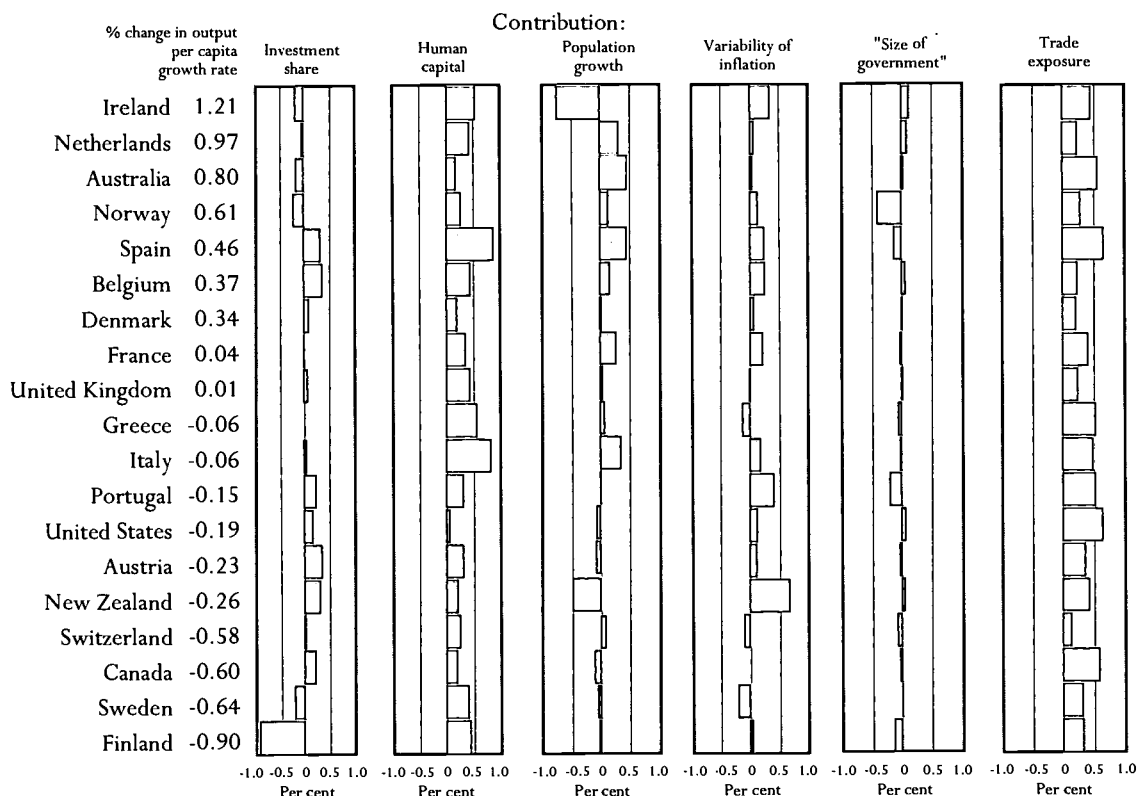 Contribution:
% change in output
per capita
growth rate
Investment
share
Human
capital
Population
growth
Variability of
inflation
"Size of
government"
Trade
exposure
Ireland 1.21
Netherlands 0.97
Australia 0.80
Norway 0.61
Spain 0.46
Belgium 0.37
Denmark 0.34
France 0.04
United Kingdom 0.01
Greece -0.06
Italy -0.06
Portugal -0.15
United States -0.19
Austria -0.23
New Zealand -0.26
Switzerland -0.58
Canada -0.60
Sweden -0.64
Finland -0.90
-1.0 -0.5 0 0.5 1.0 -1.0 -0.5 0 0.5 1.0 -1.0 -0.5 0 0.5 1.0 -1.0 -0.5 0 0.5 1.0 -1.0 -0.5 0 0.5 1.0 -1.0 -0.5 0 0.5 1.0
Per cent Per cent Per cent Per cent Per cent Per cent